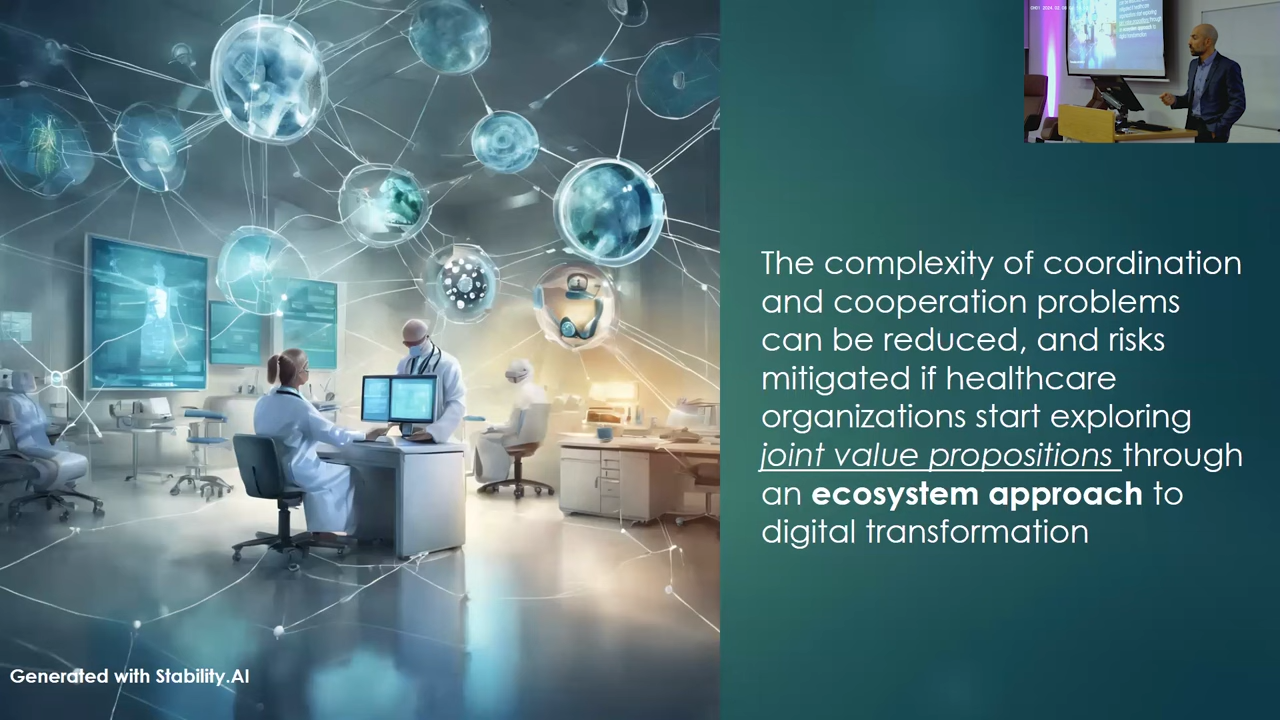 The complexity of coordination
and cooperation problems
can be reduced, and risks
mitigated if healthcare
organizations start exploring
joint value propositions through
an ecosystem approach to
digital transformation
Generated with Stability.AI